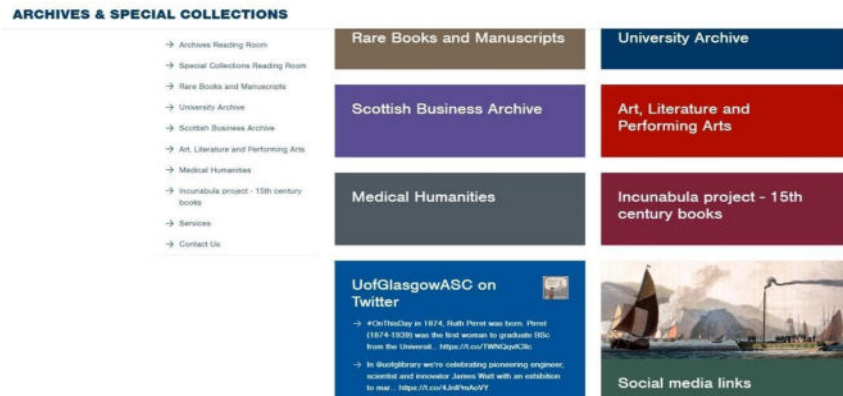 ARCHIVES & SPECIAL COLLECTIONS
→ Archives Reading Room
→ Special Collections Reading Room
→ Rare Books and Manuscripts
→ University Archive
→ Scottish Business Archive
→ Art, Literature and Performing Arts
→ Medical Humanities
→ Incunabula project - 15th century
books
→ Services
→ Contact Us
Rare Books and Manuscripts
University Archive
Scottish Business Archive
Art, Literature and
Performing Arts
Medical Humanities
Incunabula project - 15th
century books
UofGlasgowASC on
Twitter
→ #OnThisDay in 1874, Ruth Pirret was born. Pirret
(1874-1939) was the first woman to graduate BSc
from the Universit... 
→ In @uofglibrary we're celebrating pioneering engineer,
scientist and innovator James Watt with an exhibition
to mar...
Social media links